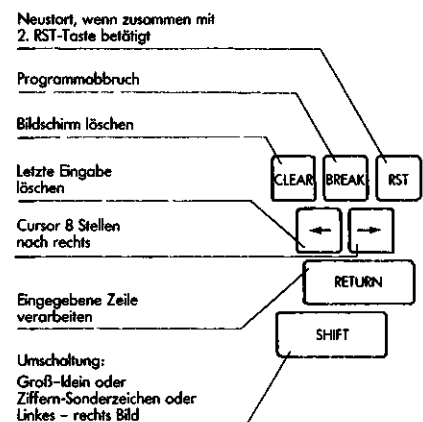 Neustart, wenn zusammen mit
2. RST-Taste betätigt
Programmabbruch
Bildschirm löschen
CLEAR BREAK RST
Letzte Eingabe
löschen
← →
Cursor 8 Stellen
nach rechts
RETURN
Eingegebene Zeile
verarbeiten
SHIFT
Umschaltung:
Groß-klein oder
Ziffern-Sonderzeichen oder
Linkes – rechts Bild